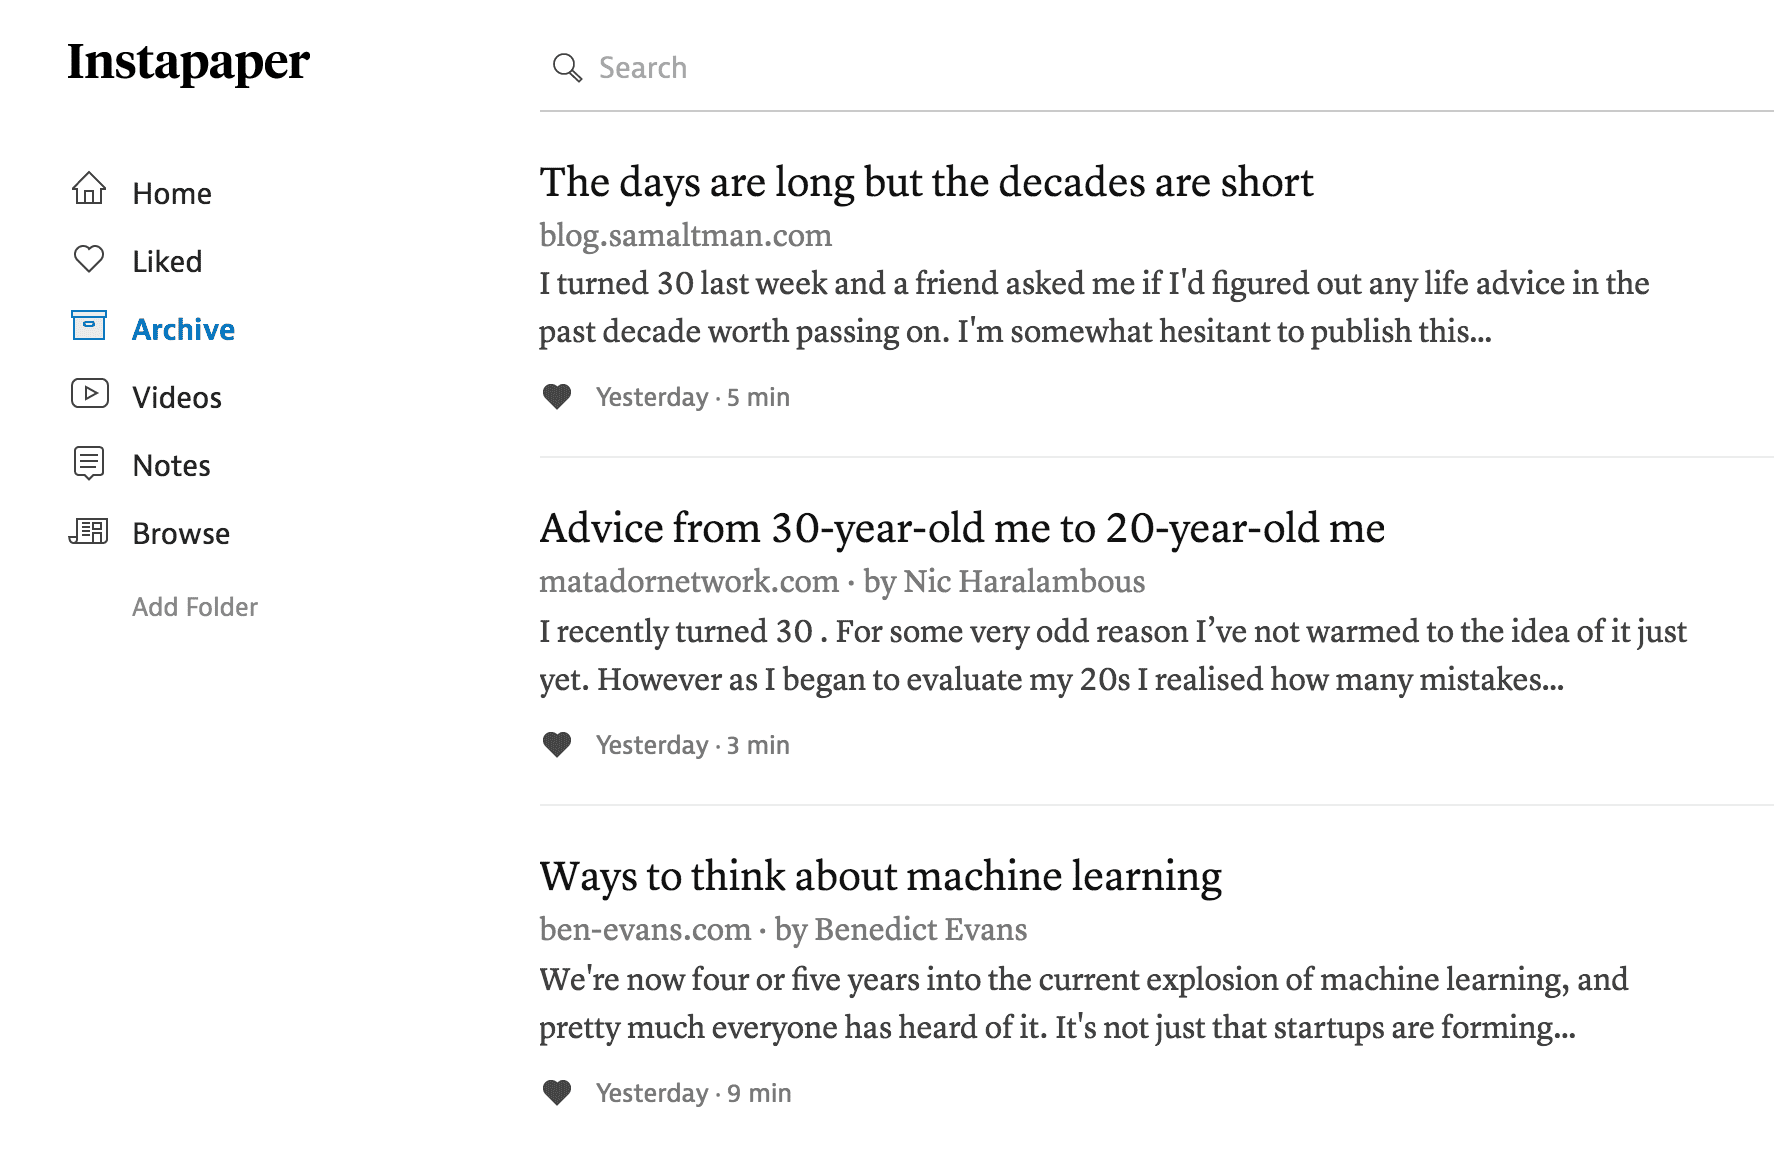 Instapaper
Search
Home
Liked
Archive
Videos
Notes
Browse
Add Folder
The days are long but the decades are short
blog.samaltman.com
I turned 30 last week and a friend asked me if I'd figured out any life advice in the
past decade worth passing on. I'm somewhat hesitant to publish this...
Yesterday · 5 min
Advice from 30-year-old me to 20-year-old me
matadornetwork.com · by Nic Haralambous
I recently turned 30 . For some very odd reason I’ve not warmed to the idea of it just
yet. However as I began to evaluate my 20s I realised how many mistakes...
Yesterday · 3 min
Ways to think about machine learning
ben-evans.com · by Benedict Evans
We're now four or five years into the current explosion of machine learning, and
pretty much everyone has heard of it. It's not just that startups are forming...
Yesterday · 9 min